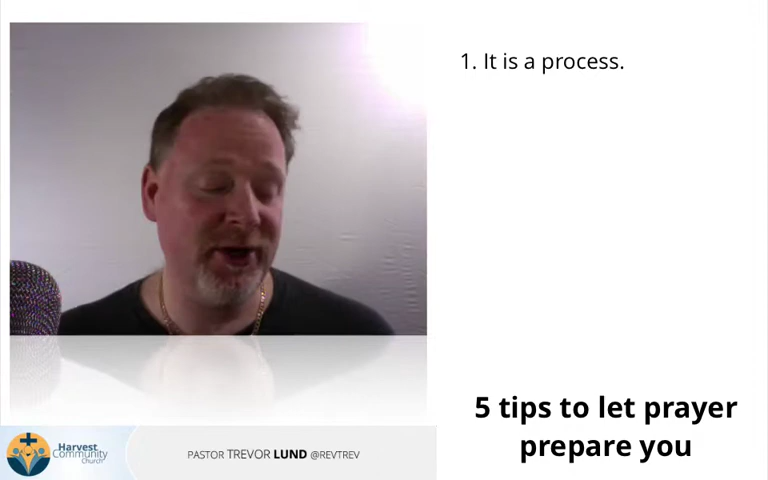 1. It is a process.
5 tips to let prayer
prepare you
Harvest
Community
Church
PASTOR TREVOR LUND @REVTREV